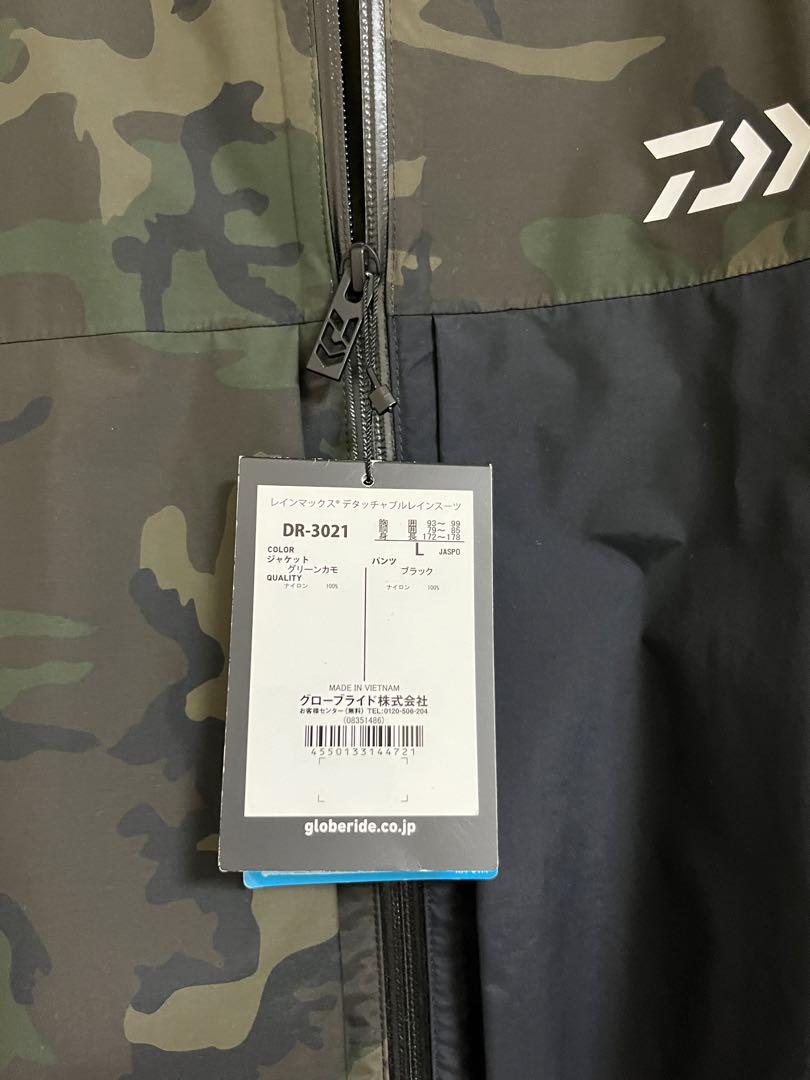 レインマックス® デタッチャブルレインスーツ
DR-3021
胸 囲 93～ 99
胴 囲 79～ 85
身 長 172～178
L JASPO
COLOR
ジャケット パンツ
グリーンカモ ブラック
QUALITY
ナイロン 100% ナイロン 100%
MADE IN VIETNAM
グローブライド株式会社
お客様センター(無料) TEL:0120-506-204
(08351486)
4550133144721
globeride.co.jp